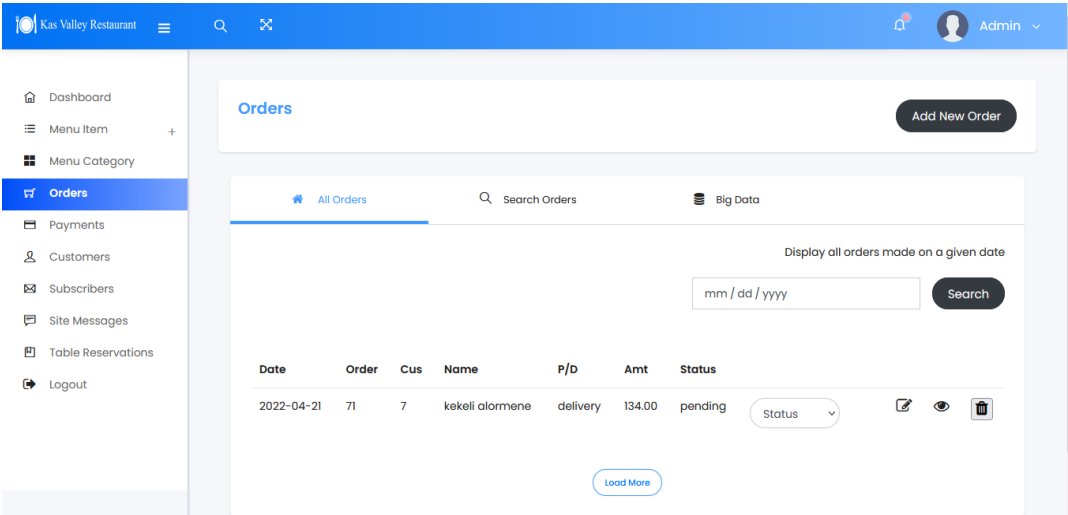 Kas Valley Restaurant
Admin
Dashboard
Menu Item +
Menu Category
Orders
Payments
Customers
Subscribers
Site Messages
Table Reservations
Logout
Orders
Add New Order
All Orders Search Orders Big Data
Display all orders made on a given date
mm / dd / yyyy Search
Date Order Cus Name P/D Amt Status
2022-04-21 71 7 kekeli alormene delivery 134.00 pending Status
Load More